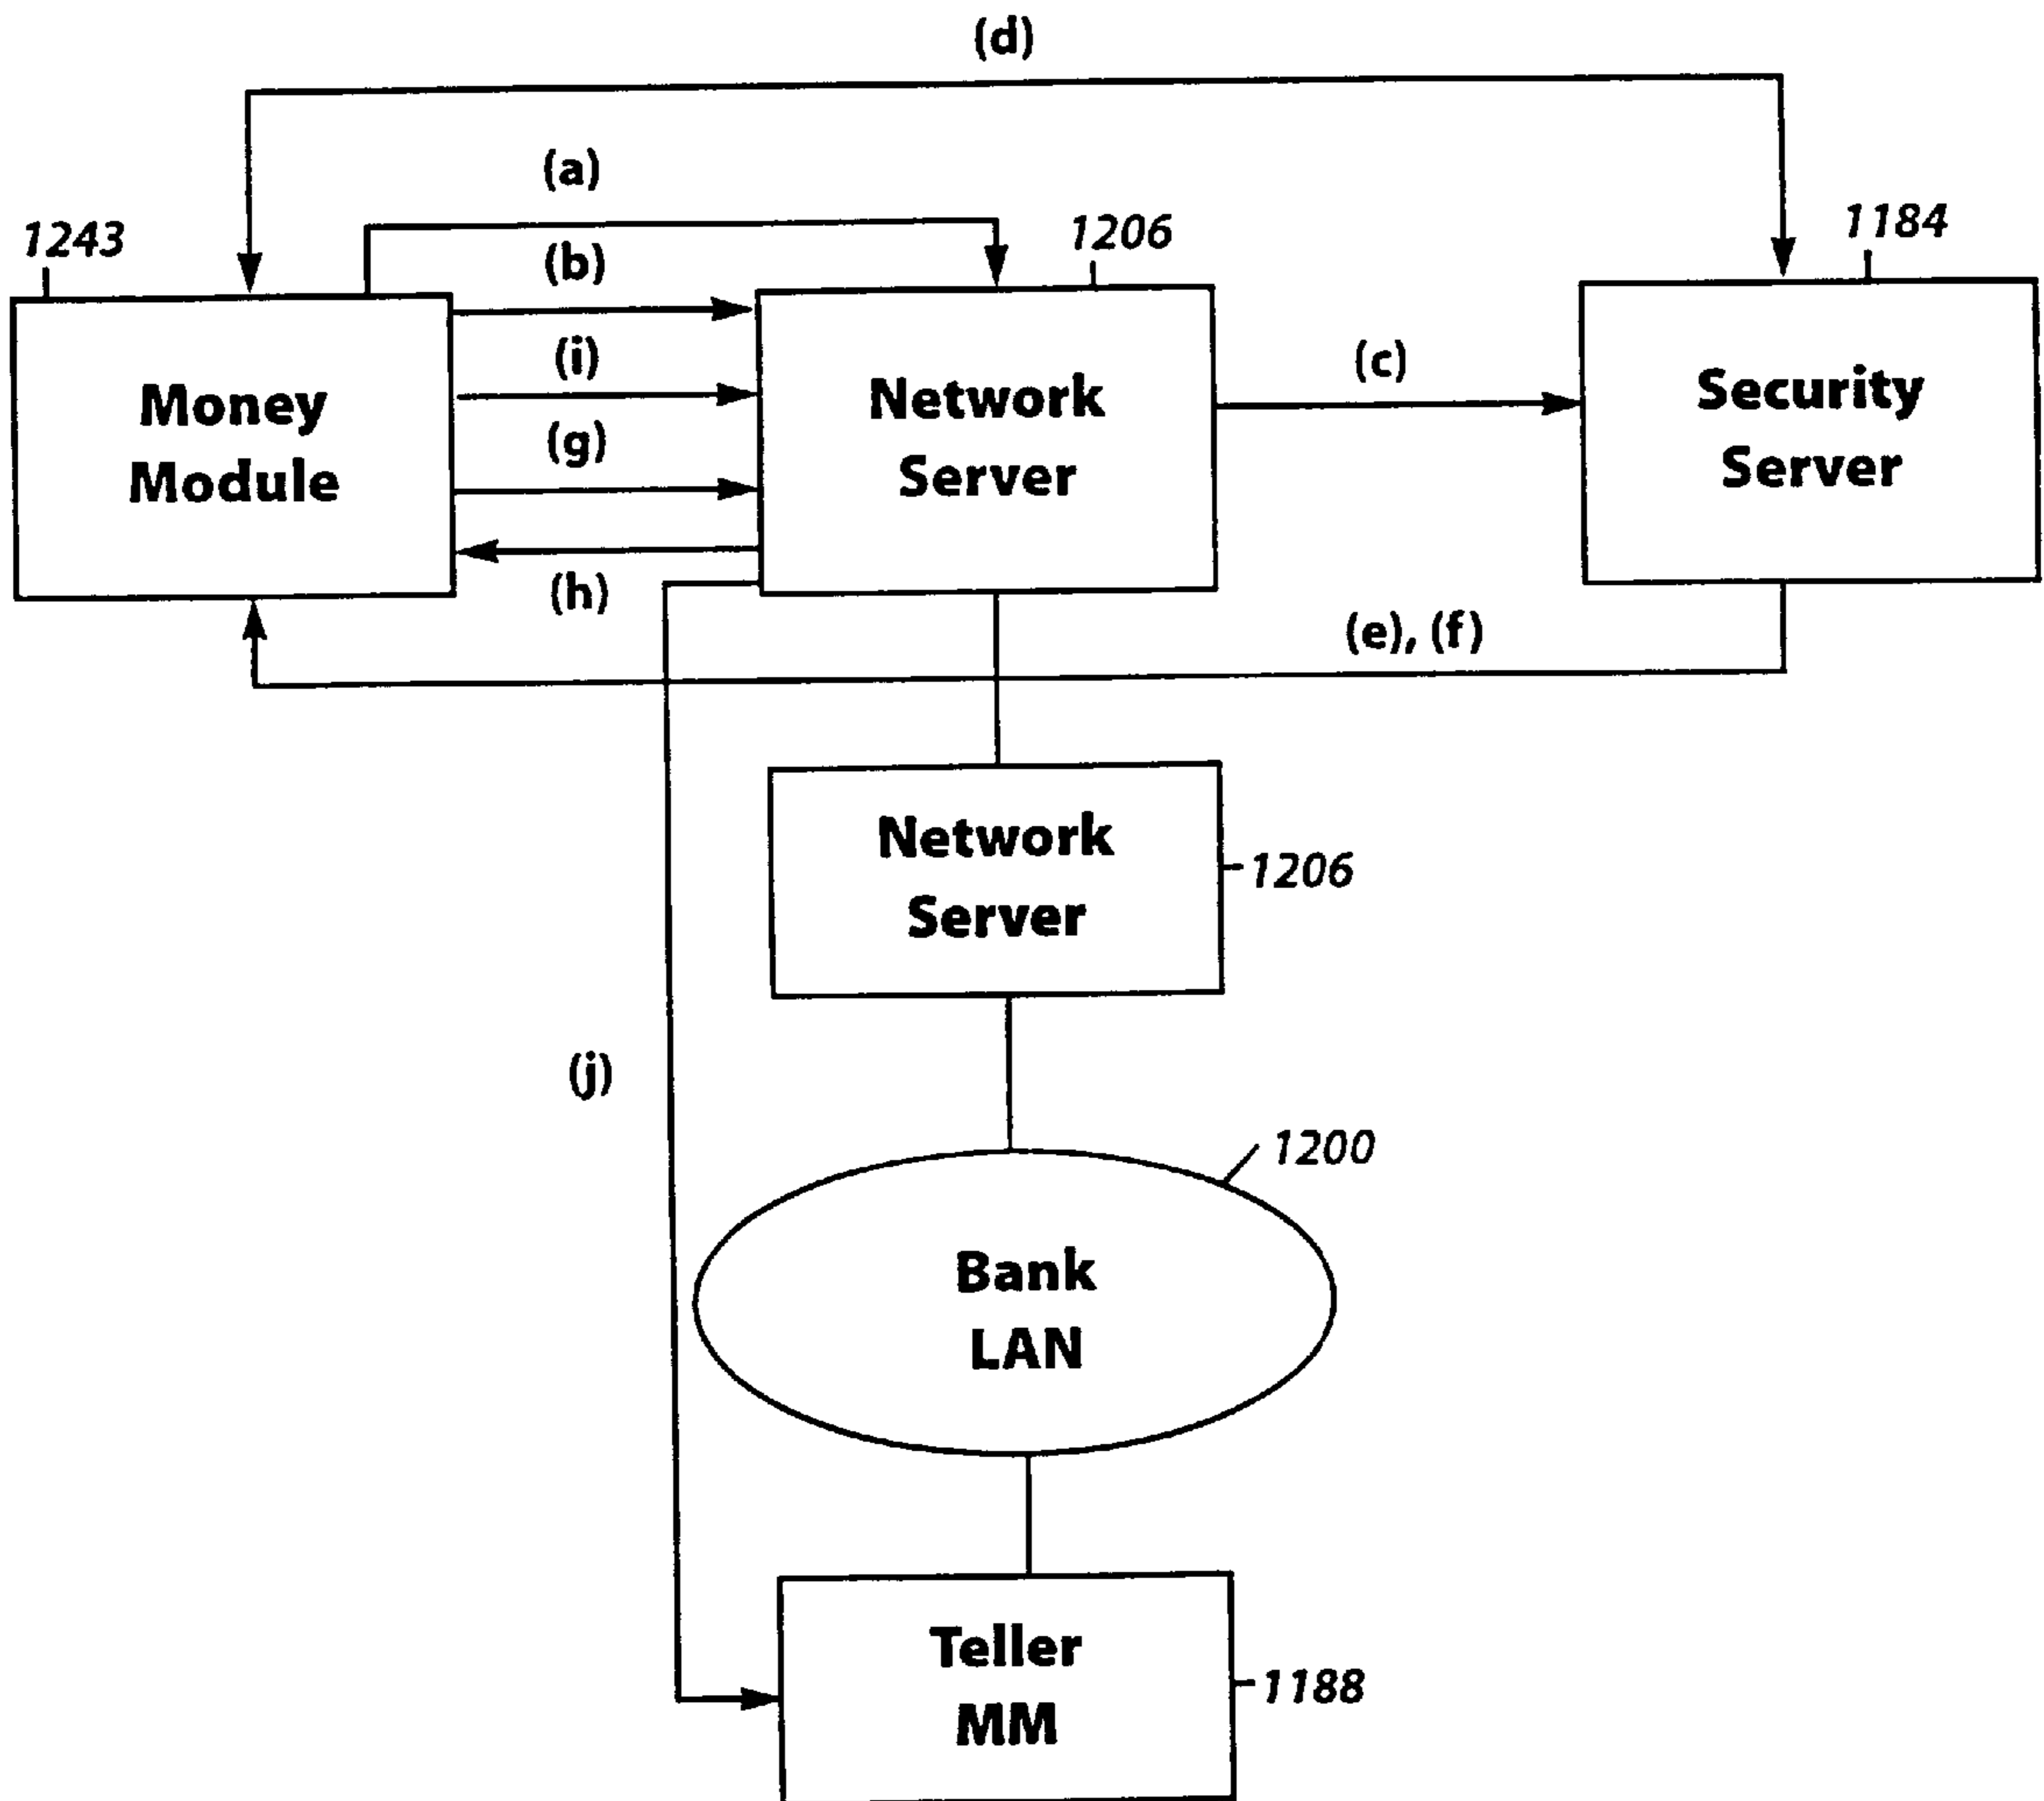 (d)
(a)
1243
1206
1184
(b)
(i)
(c)
Money
Module
Network
Server
Security
Server
(g)
(h)
(e), (f)
Network
Server
1206
(j)
1200
Bank
LAN
Teller
MM
1188